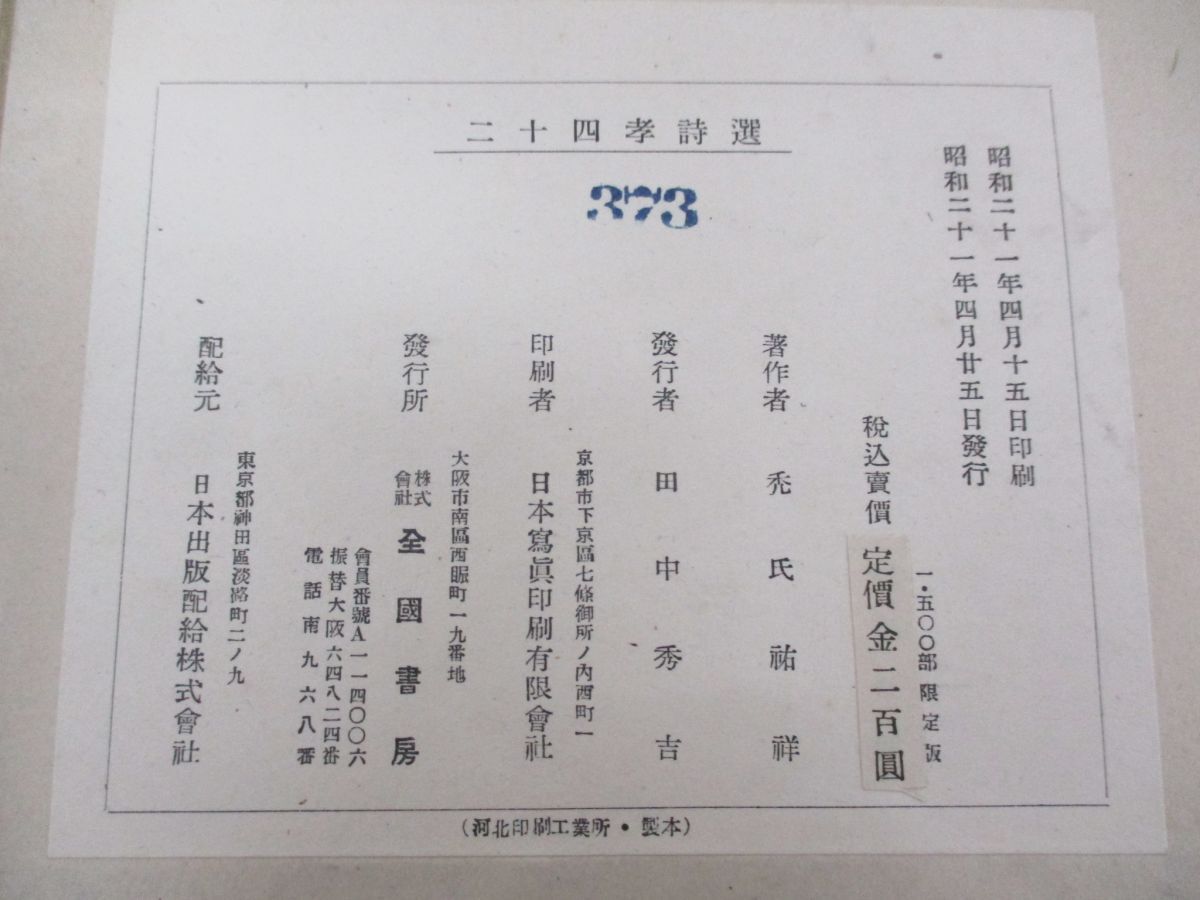 二十四孝詩選
373
昭和二十一年四月十五日印刷
昭和二十一年四月廿五日發行
一・五〇〇部限定版
稅込賣價 定價金二百圓
著作者 禿氏祐祥
發行者 田中秀吉
京都市下京區七條御所ノ內西町一
印刷者 日本寫眞印刷有限會社
大阪市南區西賑町一九番地
發行所 株式會社 全國書房
會員番號A一一四〇〇六
振替大阪六四八二四番
電話南九六八番
東京都神田區淡路町二ノ九
配給元 日本出版配給株式會社
(河北印刷工業所・製本)